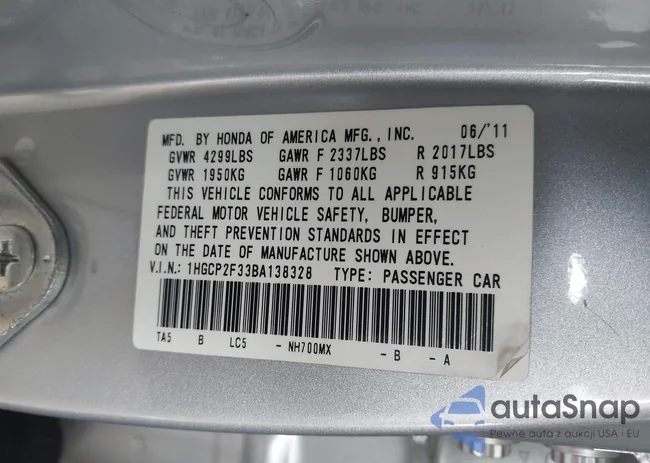 MFD. BY HONDA OF AMERICA MFG., INC. 06/'11
GVWR 4299LBS GAWR F 2337LBS R 2017LBS
GVWR 1950KG GAWR F 1060KG R 915KG
THIS VEHICLE CONFORMS TO ALL APPLICABLE
FEDERAL MOTOR VEHICLE SAFETY, BUMPER,
AND THEFT PREVENTION STANDARDS IN EFFECT
ON THE DATE OF MANUFACTURE SHOWN ABOVE.
V.I.N.: 1HGCP2F33BA138328 TYPE: PASSENGER CAR
TA5 B LC5 - NH700MX - B - A
autaSnap
Pewne auta z aukcji USA i EU